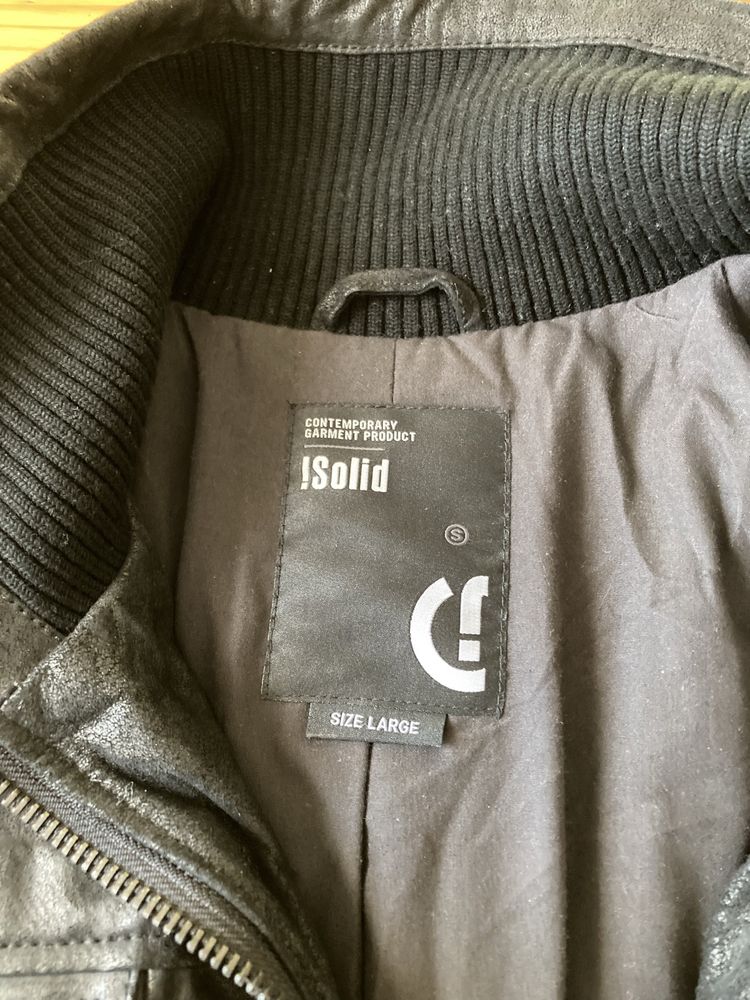 CONTEMPORARY
GARMENT PRODUCT
!Solid
S
SIZE LARGE